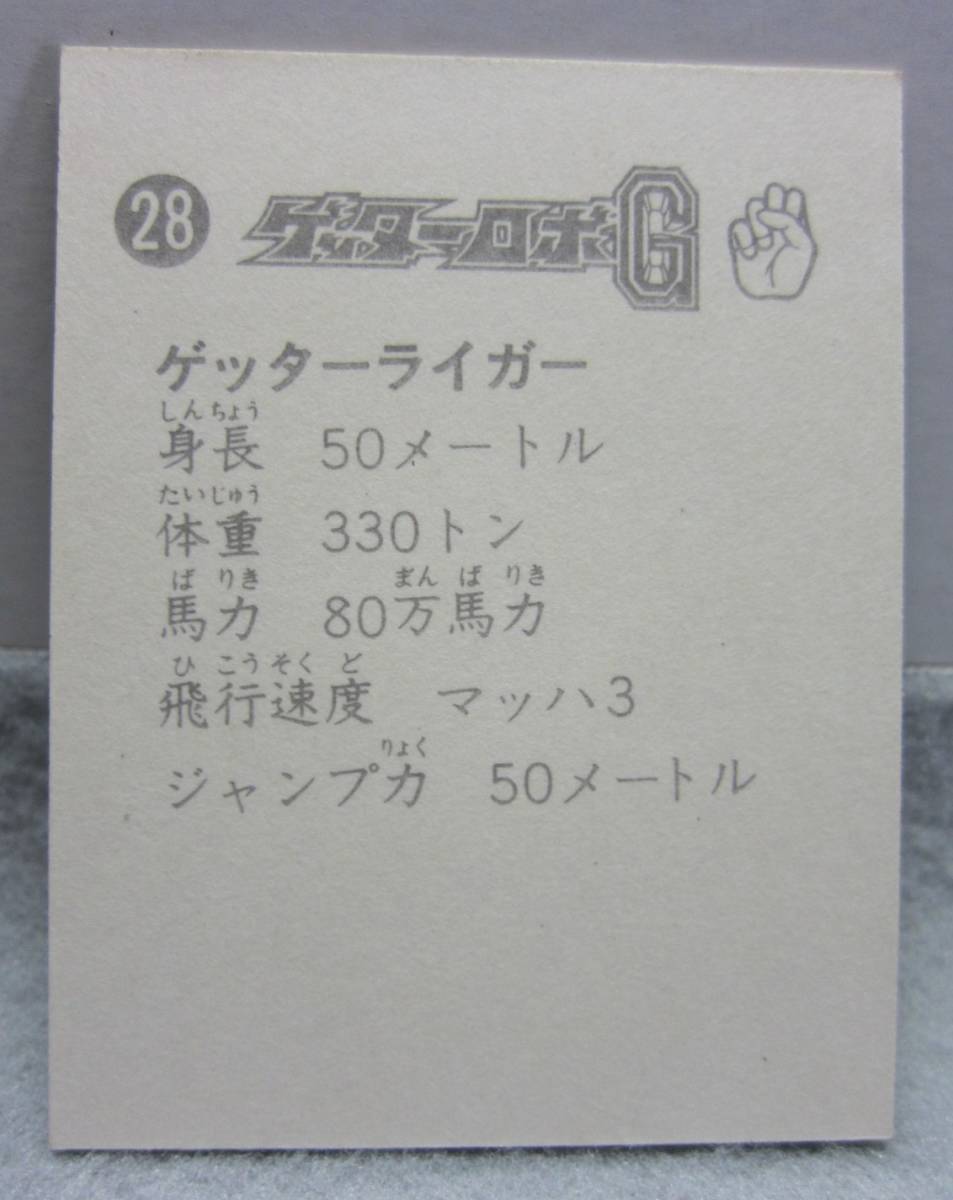 28 ゲッターロボG
ゲッターライガー
しんちょう
身長 50メートル
たいじゅう
体重 330トン
ばりき まんばりき
馬力 80万馬力
ひこうそくど
飛行速度 マッハ3
りょく
ジャンプ力 50メートル